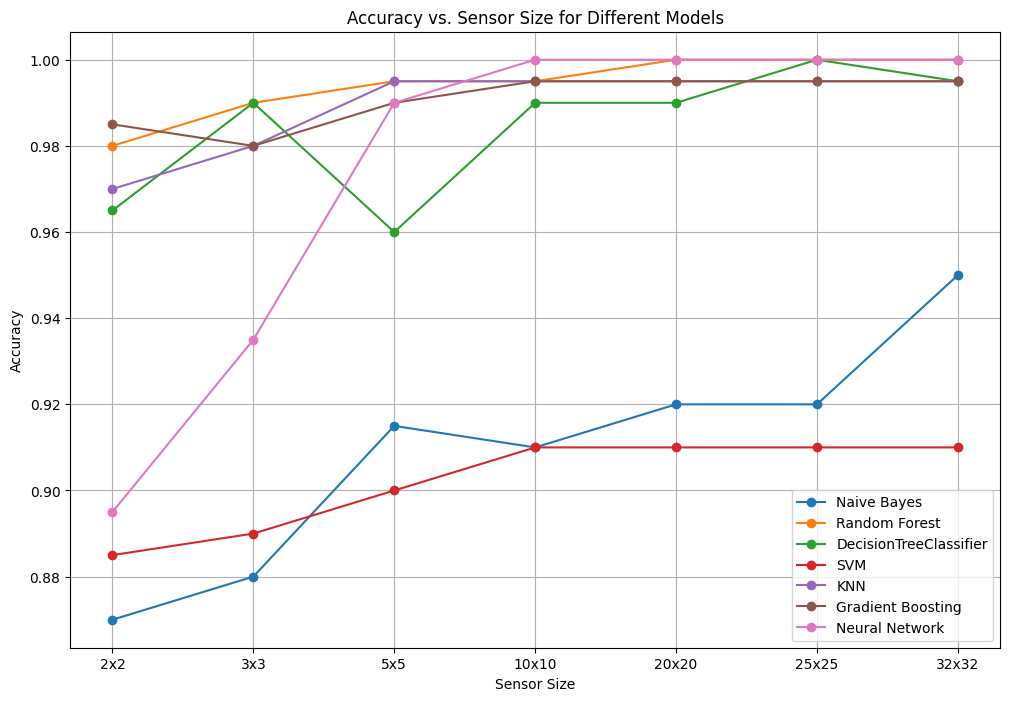 Accuracy vs. Sensor Size for Different Models
1.00
0.98
0.96
0.94
0.92
0.90
0.88
Accuracy
2x2
3x3
5x5
10x10
20x20
25x25
32x32
Sensor Size
Naive Bayes
Random Forest
DecisionTreeClassifier
SVM
KNN
Gradient Boosting
Neural Network